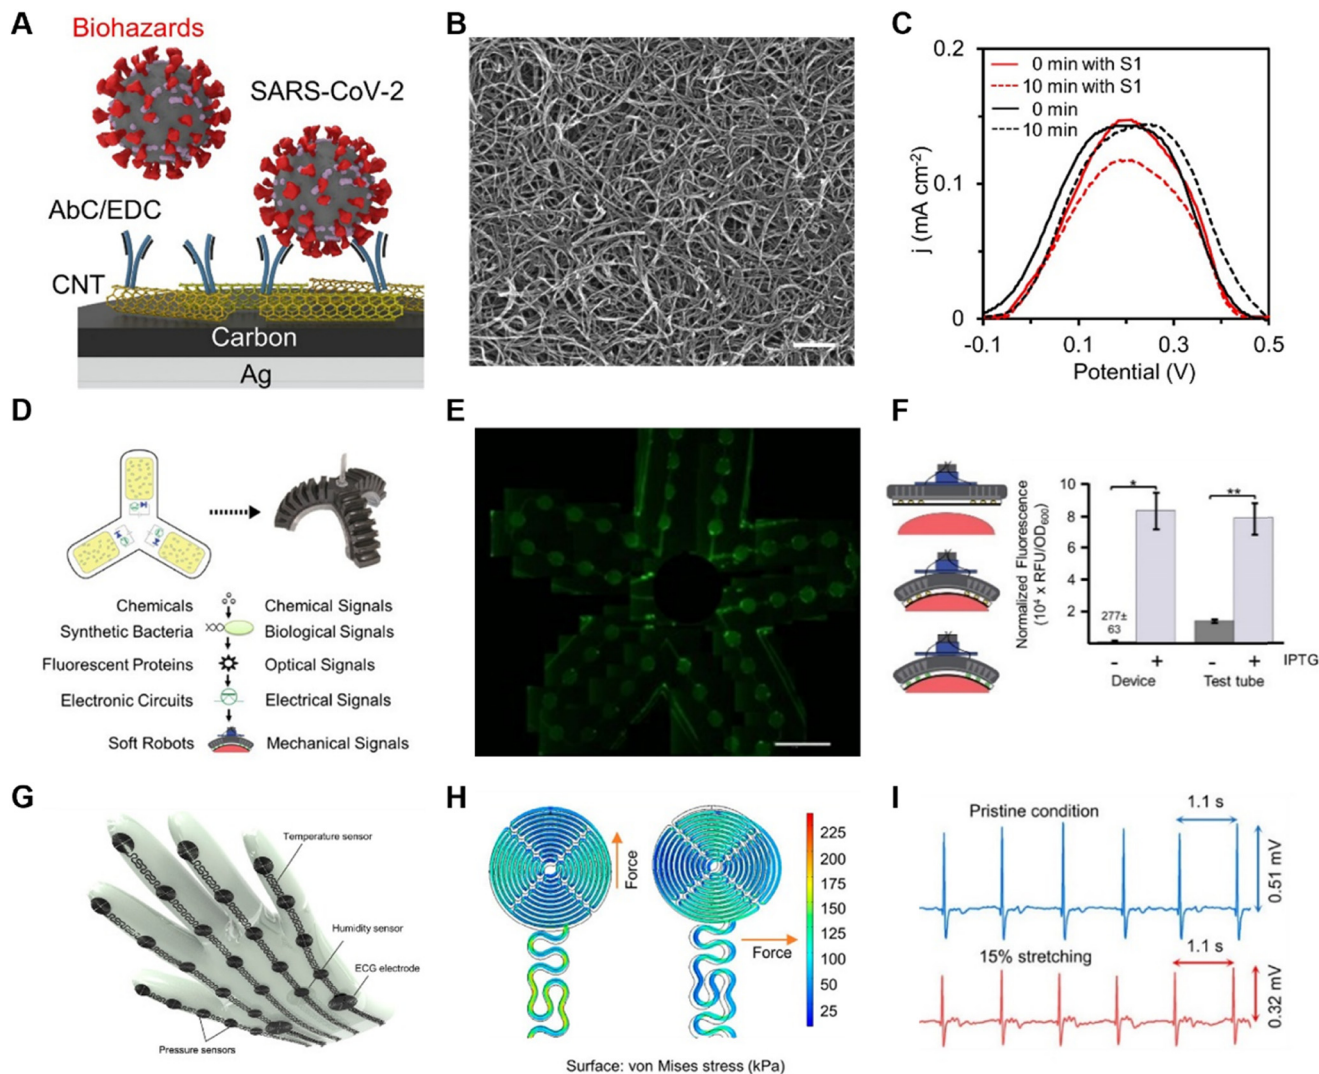 A
Biohazards
SARS-CoV-2
AbC/EDC
CNT
Carbon
Ag
B
C
0.2
0 min with S1
10 min with S1
0 min
10 min
0.1
0
j (mA cm⁻²)
-0.1 0.1 0.3 0.5
Potential (V)
D
Chemicals Chemical Signals
Synthetic Bacteria Biological Signals
Fluorescent Proteins Optical Signals
Electronic Circuits Electrical Signals
Soft Robots Mechanical Signals
E
F
Normalized Fluorescence
(10⁴ x RFU/OD₆₀₀)
10
8
6
4
2
* **
277±
63
- + - + IPTG
Device Test tube
G
Temperature sensor
Humidity sensor
ECG electrode
Pressure sensors
H
Force
Force
225
200
175
150
125
100
75
50
25
Surface: von Mises stress (kPa)
I
Pristine condition
1.1 s
0.51 mV
15% stretching
1.1 s
0.32 mV